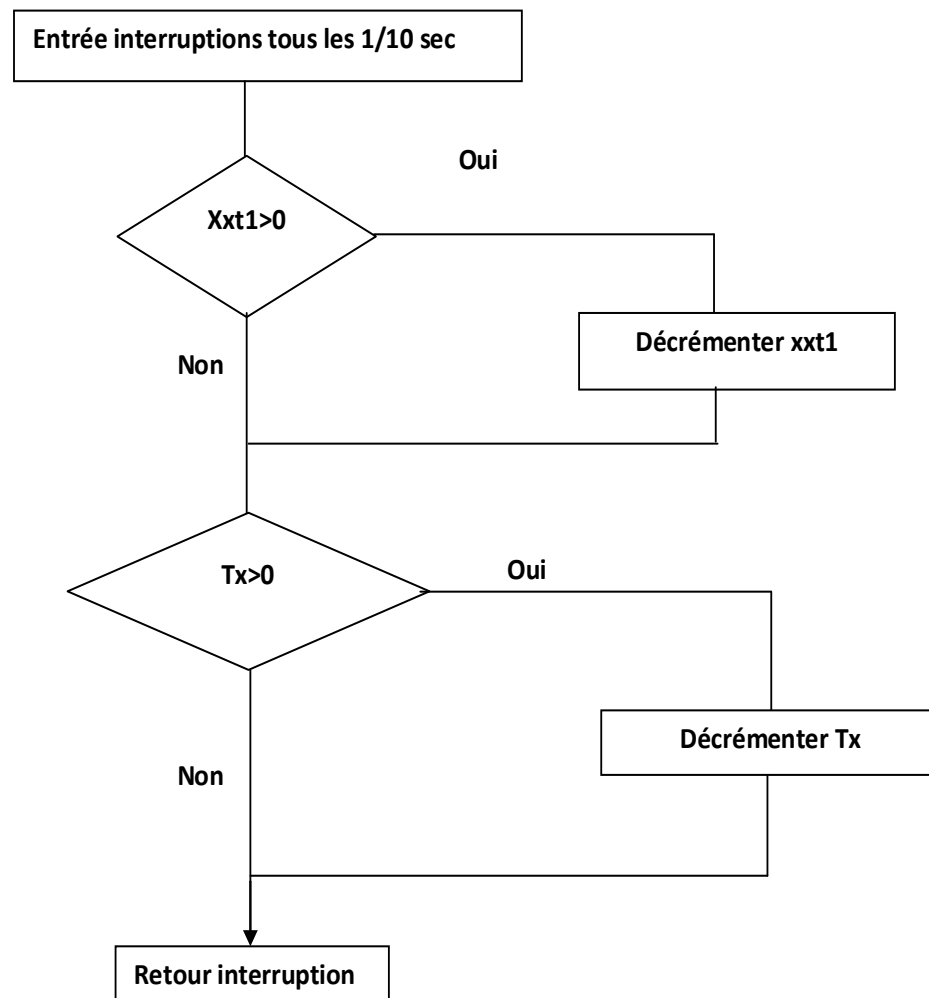 Entrée interruptions tous les 1/10 sec
Oui
Xxt1>0
Décrémenter xxt1
Non
Tx>0
Oui
Décrémenter Tx
Non
Retour interruption